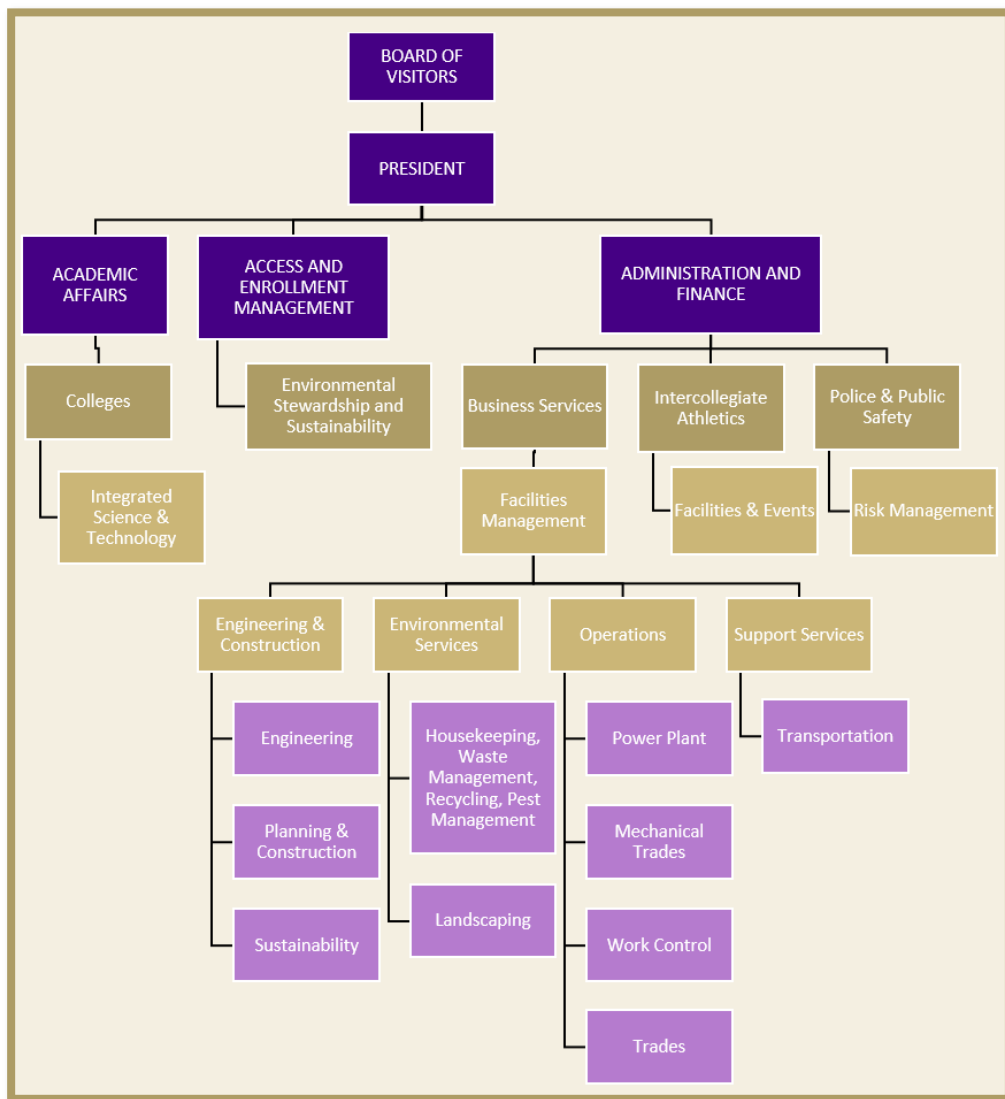 BOARD OF
VISITORS
PRESIDENT
ACADEMIC
AFFAIRS
ACCESS AND
ENROLLMENT
MANAGEMENT
ADMINISTRATION AND
FINANCE
Colleges
Environmental
Stewardship and
Sustainability
Business Services
Intercollegiate
Athletics
Police & Public
Safety
Integrated
Science &
Technology
Facilities
Management
Facilities & Events
Risk Management
Engineering &
Construction
Environmental
Services
Operations
Support Services
Engineering
Housekeeping,
Waste
Management,
Recycling, Pest
Management
Power Plant
Transportation
Planning &
Construction
Mechanical
Trades
Sustainability
Landscaping
Work Control
Trades